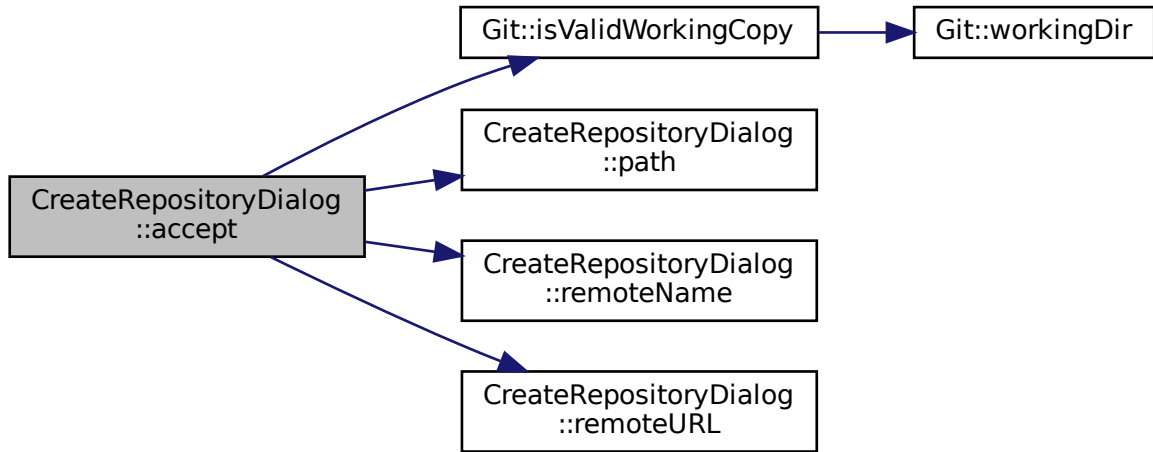 Git::isValidWorkingCopy
Git::workingDir
CreateRepositoryDialog
::path
CreateRepositoryDialog
::accept
CreateRepositoryDialog
::remoteName
CreateRepositoryDialog
::remoteURL